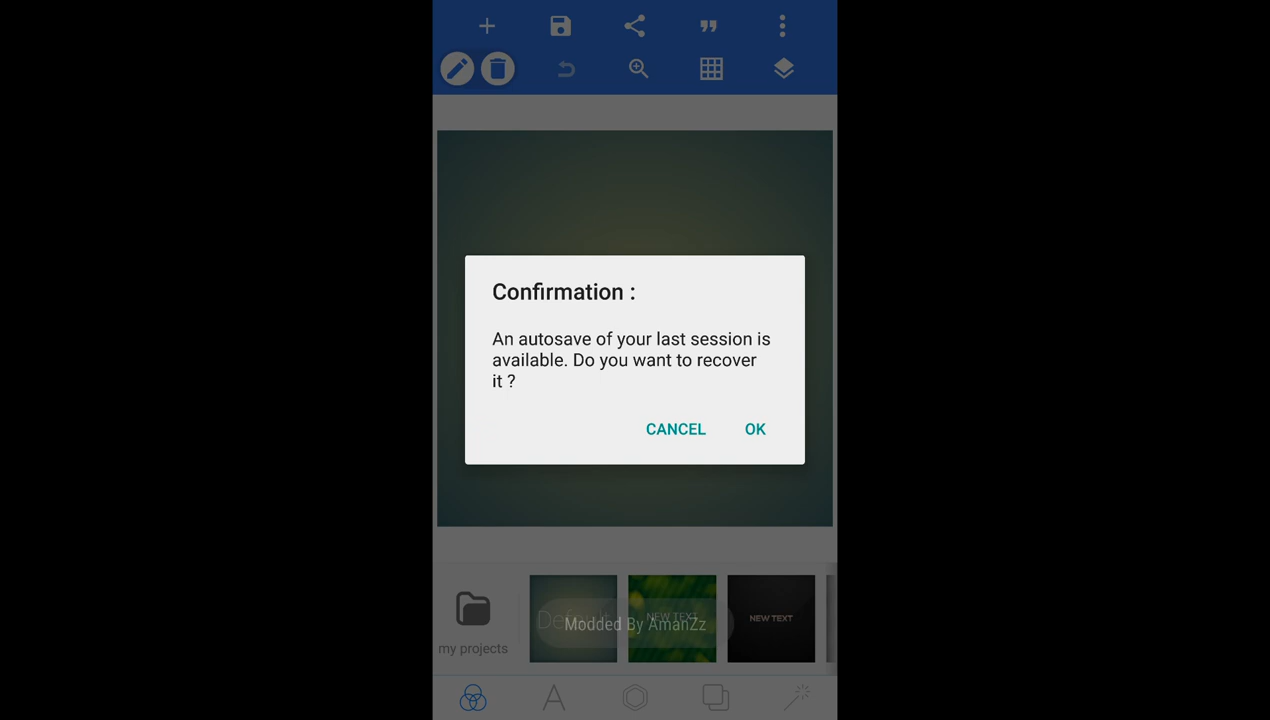 Confirmation :
An autosave of your last session is
available. Do you want to recover
it ?
CANCEL OK
Default
NEW TEXT
NEW TEXT
Modded By AmanZz
my projects